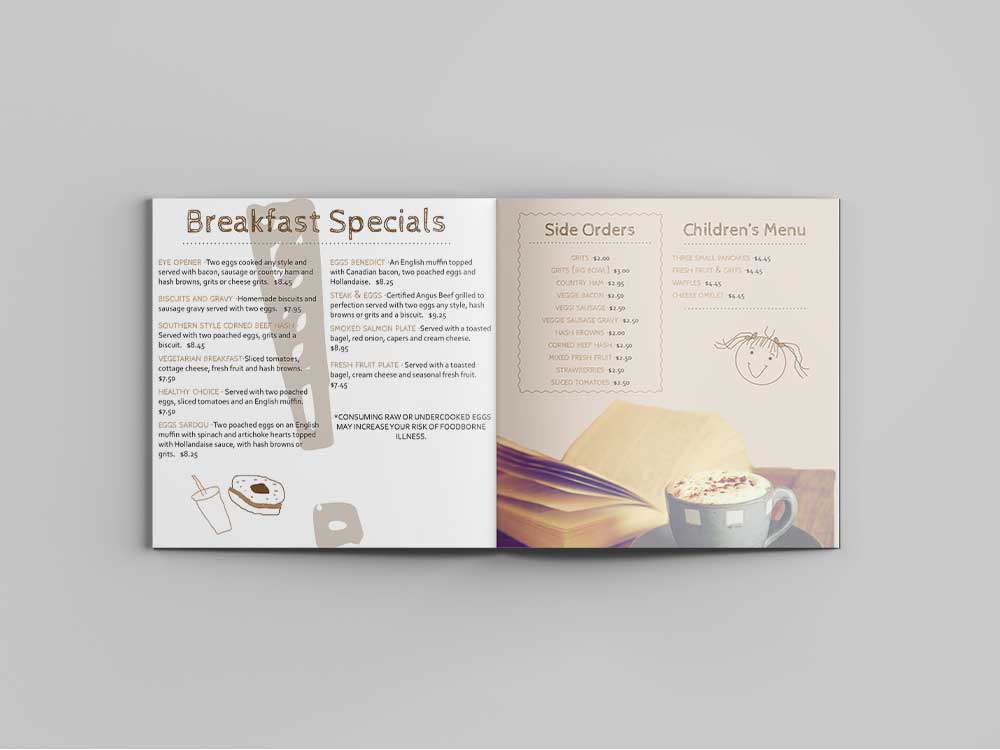 Breakfast Specials
EYE OPENER ·Two eggs cooked any style and
served with bacon, sausage or country ham and
hash browns, grits or cheese grits. $8.45
BISCUITS AND GRAVY ·Homemade biscuits and
sausage gravy served with two eggs. $7.95
SOUTHERN STYLE CORNED BEEF HASH ·
Served with two poached eggs, grits and a
biscuit. $8.45
VEGETARIAN BREAKFAST·Sliced tomatoes,
cottage cheese, fresh fruit and hash browns.
$7.50
HEALTHY CHOICE · Served with two poached
eggs, sliced tomatoes and an English muffin.
$7.50
EGGS SARDOU ·Two poached eggs on an English
muffin with spinach and artichoke hearts topped
with Hollandaise sauce, with hash browns or
grits. $8.25
EGGS BENEDICT ·An English muffin topped
with Canadian bacon, two poached eggs and
Hollandaise. $8.25
STEAK & EGGS ·Certified Angus Beef grilled to
perfection served with two eggs any style, hash
browns or grits and a biscuit. $9.25
SMOKED SALMON PLATE ·Served with a toasted
bagel, red onion, capers and cream cheese.
$8.95
FRESH FRUIT PLATE · Served with a toasted
bagel, cream cheese and seasonal fresh fruit.
$7.45
*CONSUMING RAW OR UNDERCOOKED EGGS
MAY INCREASE YOUR RISK OF FOODBORNE
ILLNESS.
Side Orders
GRITS ·$2.00
GRITS (BIG BOWL) ·$3.00
COUNTRY HAM ·$2.95
VEGGIE BACON ·$2.50
VEGGI SAUSAGE ·$2.50
VEGGIE SAUSAGE GRAVY ·$2.50
HASH BROWNS ·$2.00
CORNED BEEF HASH ·$2.50
MIXED FRESH FRUIT ·$2.50
STRAWBERRIES ·$2.50
SLICED TOMATOES ·$2.50
Children's Menu
THREE SMALL PANCAKES ·$4.45
FRESH FRUIT & GRITS ·$4.45
WAFFLES ·$4.45
CHEESE OMELET ·$4.45